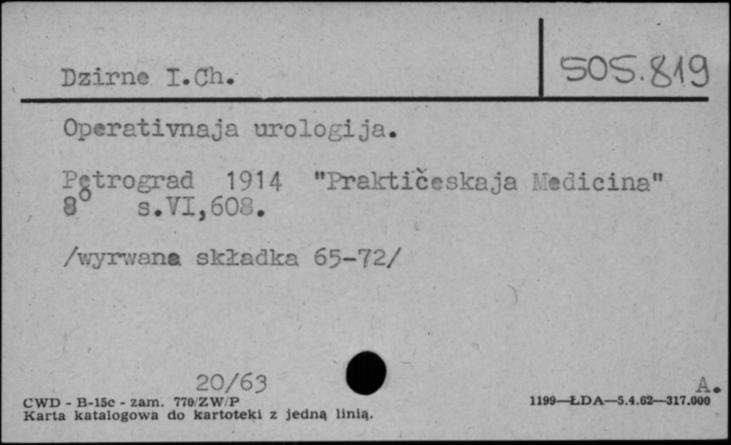 Dzirne I.Ch.
505.819
Operativnaja urologija.
Petrograd 1914 "Praktičeskaja Medicina"
8° s.VI,608.
/wyrwana składka 65-72/
20/63
A.
CWD - B-15c - zam. 770/ZW/P
1199—ŁDA—5.4.62—317.000
Karta katalogowa do kartoteki z jedną linią.